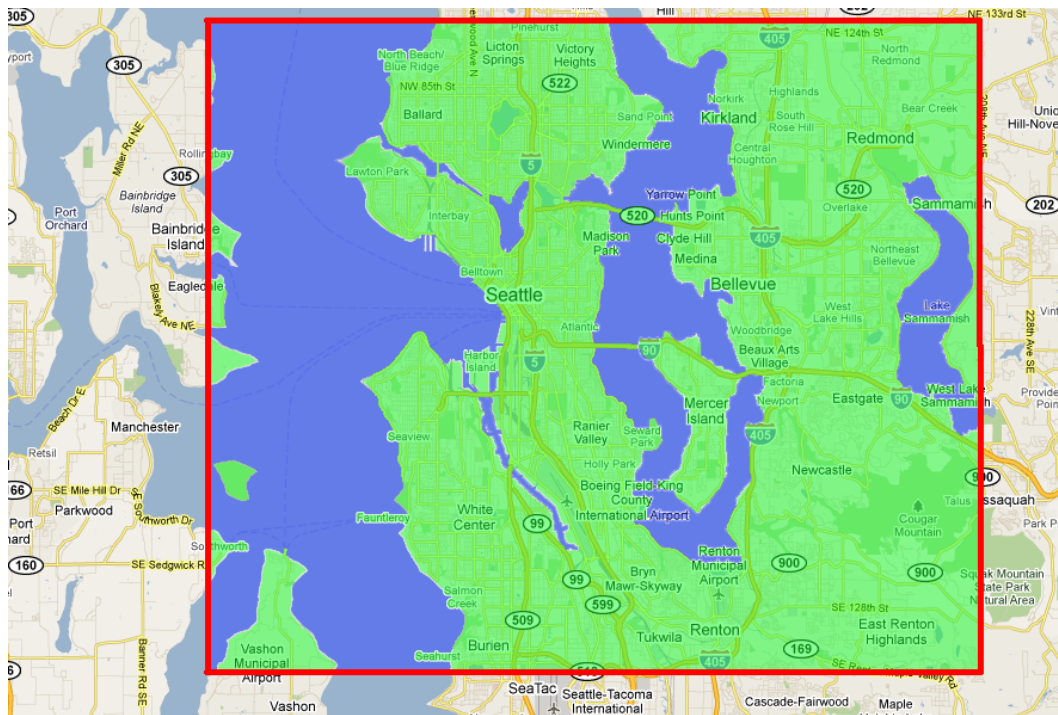 305
NE 133rd St
Hill
Pinehurst
NE 124th St
405
305
North Beach/
Blue Ridge
Licton
Springs
Victory
Heights
North
Redmond
522
NW 85th St
Highlands
Norkirk
Bear Creek
Union
Hill-Nove
Ballard
Sand Point
Kirkland
South
Rose Hill
Redmond
Miller Rd NE
Rollingbay
Windermere
Central
Houghton
305
Lawton Park
5
Bainbridge
Island
Yarrow Point
520
Overlake
Sammamish
202
Port
Orchard
Interbay
520
Hunts Point
Bainbridge
Island
Madison
Park
Clyde Hill
405
Northeast
Bellevue
Medina
Belltown
Eagledale
Seattle
Bellevue
Blakely Ave NE
West
Lake Hills
Lake
Sammamish
228th Ave SE
Atlantic
Woodbridge
Harbor
Island
5
90
Beaux Arts
Village
Factoria
Newport
Eastgate
90
West Lake
Sammamish
Beach Dr E
Manchester
Mercer
Island
Ranier
Valley
Seward
Park
Seaview
405
Retsil
Holly Park
Newcastle
900
Talus
Issaquah
SE Mile Hill Dr
Parkwood
Boeing Field-King
County
International Airport
White
Center
Fauntleroy
99
Cougar
Mountain
Port
Southworth
Renton
Municipal
Airport
160
SE Sedgwick R
Bryn
Mawr-Skyway
900
900
Squak Mountain
State Park
Natural Area
99
Salmon
Creek
599
SE 128th St
509
Tukwila
Renton
East Renton
Highlands
Banner Rd SE
Vashon
Municipal
Airport
Burien
169
Seahurst
405
SeaTac
Seattle-Tacoma
International
Vashon
Cascade-Fairwood
Maple